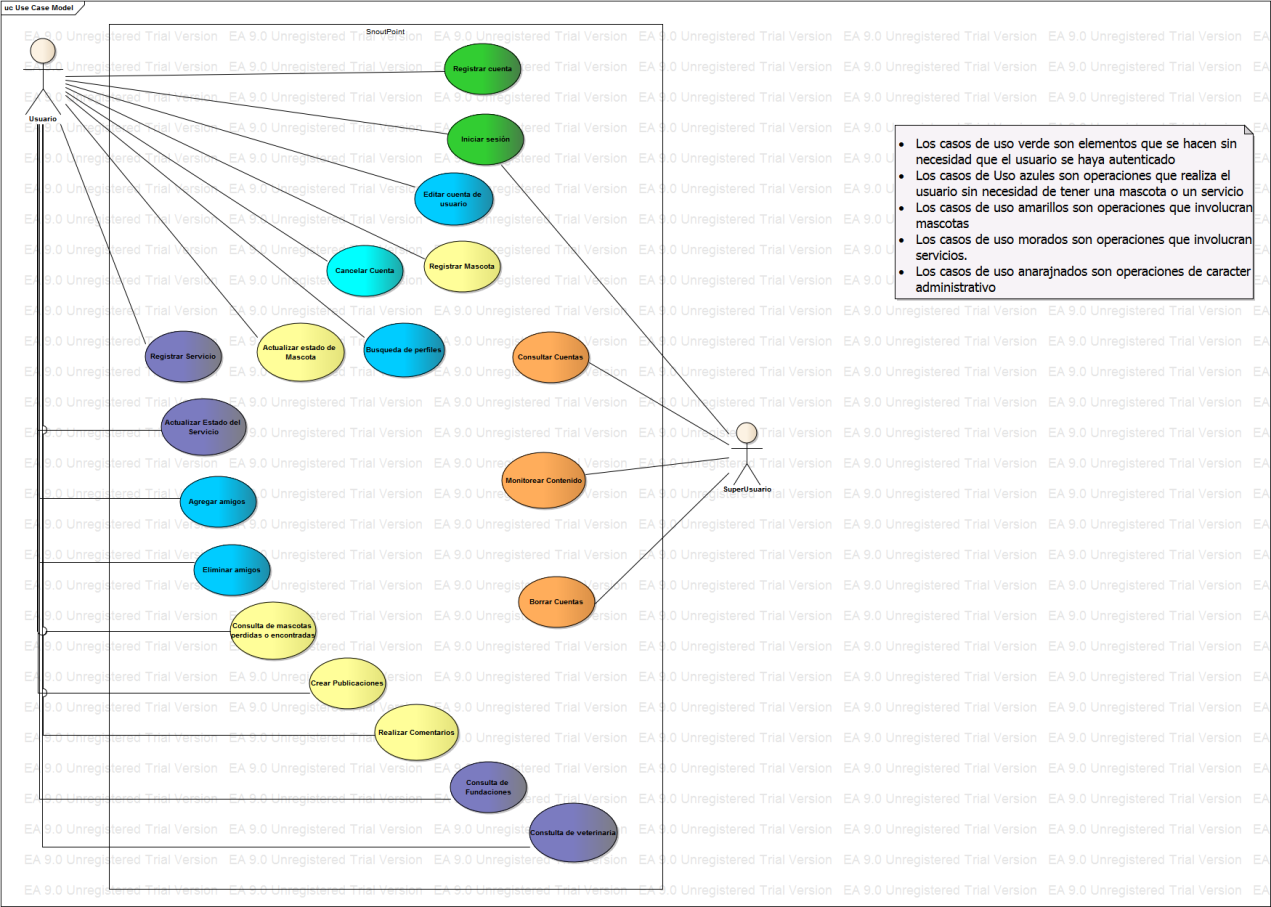 uc Use Case Model
SnoutPoint
Usuario
Registrar cuenta
Iniciar sesión
Editar cuenta de
usuario
Cancelar Cuenta
Registrar Mascota
Registrar Servicio
Actualizar estado de
Mascota
Busqueda de perfiles
Consultar Cuentas
Actualizar Estado del
Servicio
Monitorear Contenido
SuperUsuario
Agregar amigos
Eliminar amigos
Borrar Cuentas
Consulta de mascotas
perdidas o encontradas
Crear Publicaciones
Realizar Comentarios
Consulta de
Fundaciones
Constulta de veterinaria
• Los casos de uso verde son elementos que se hacen sin
necesidad que el usuario se haya autenticado
• Los casos de Uso azules son operaciones que realiza el
usuario sin necesidad de tener una mascota o un servicio
• Los casos de uso amarillos son operaciones que involucran
mascotas
• Los casos de uso morados son operaciones que involucran
servicios.
• Los casos de uso anarajnados son operaciones de caracter
administrativo
EA 9.0 Unregistered Trial Version